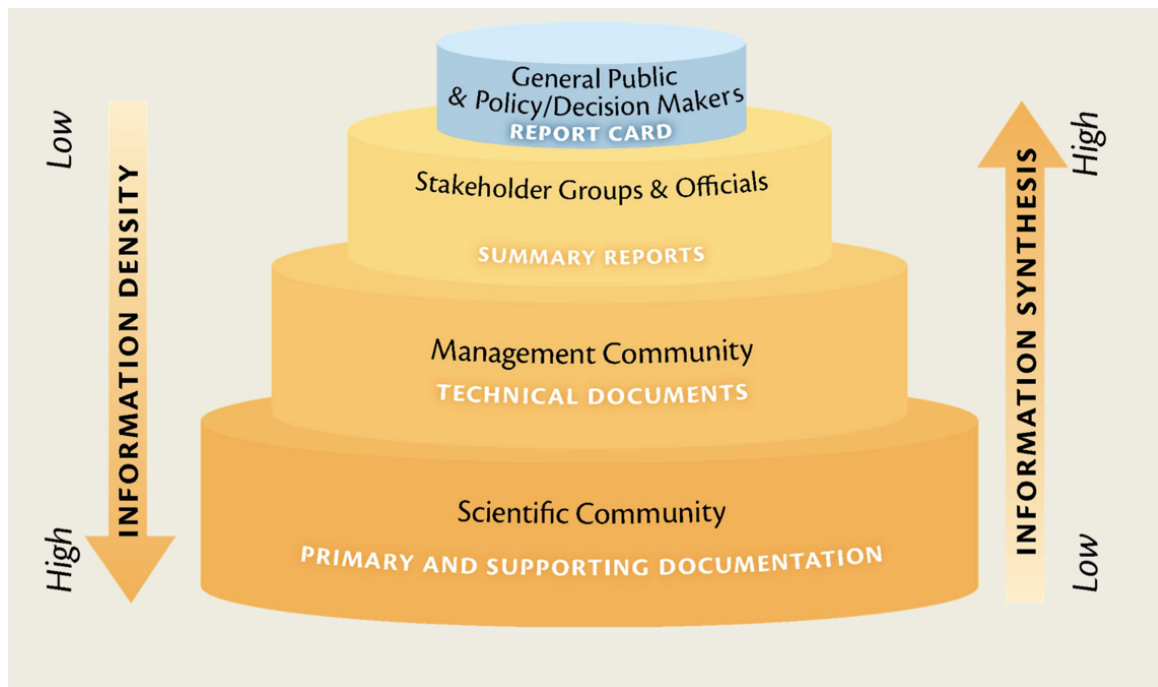 General Public
& Policy/Decision Makers
REPORT CARD
Stakeholder Groups & Officials
SUMMARY REPORTS
Management Community
TECHNICAL DOCUMENTS
Scientific Community
PRIMARY AND SUPPORTING DOCUMENTATION
Low
INFORMATION DENSITY
High
High
INFORMATION SYNTHESIS
Low